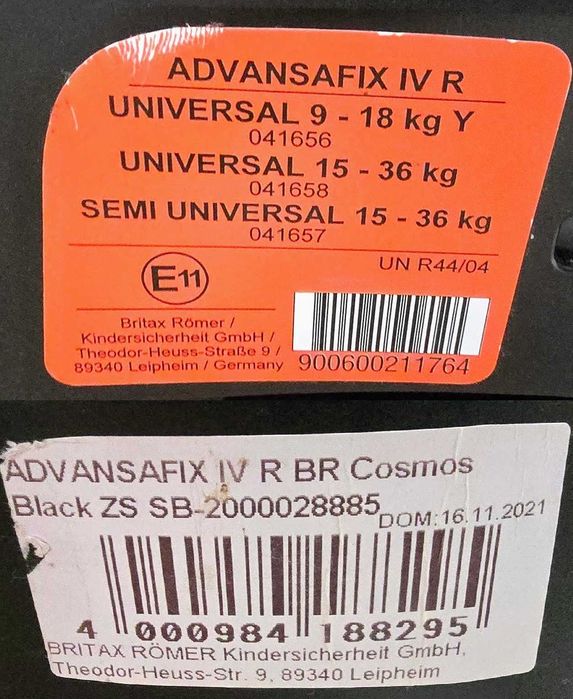 ADVANSAFIX IV R
UNIVERSAL 9 - 18 kg Y
041656
UNIVERSAL 15 - 36 kg
041658
SEMI UNIVERSAL 15 - 36 kg
041657
UN R44/04
E11
Britax Römer /
Kindersicherheit GmbH /
Theodor-Heuss-Straße 9 /
89340 Leipheim / Germany
900600211764
ADVANSAFIX IV R BR Cosmos
Black ZS SB-2000028885
DOM:16.11.2021
4 000984 188295
BRITAX RÖMER Kindersicherheit GmbH,
Theodor-Heuss-Str. 9, 89340 Leipheim